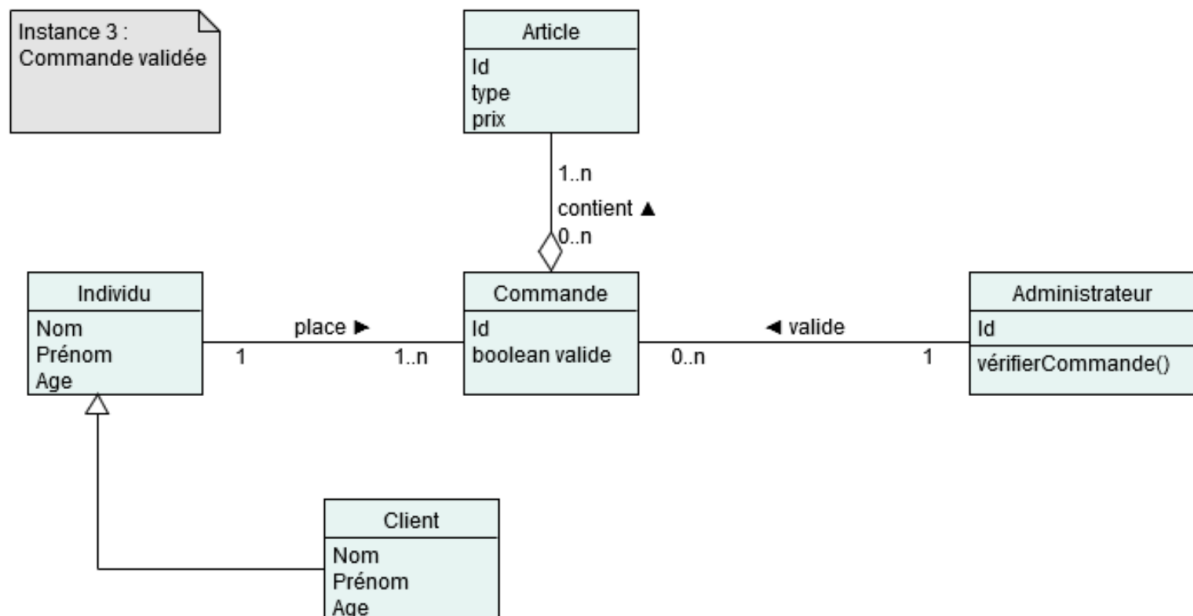 Instance 3 :
Commande validée
Article
Id
type
prix
1..n
contient ▲
0..n
Individu
Nom
Prénom
Age
place ►
1
1..n
Commande
Id
boolean valide
◄ valide
0..n
1
Administrateur
Id
vérifierCommande()
Client
Nom
Prénom
Age